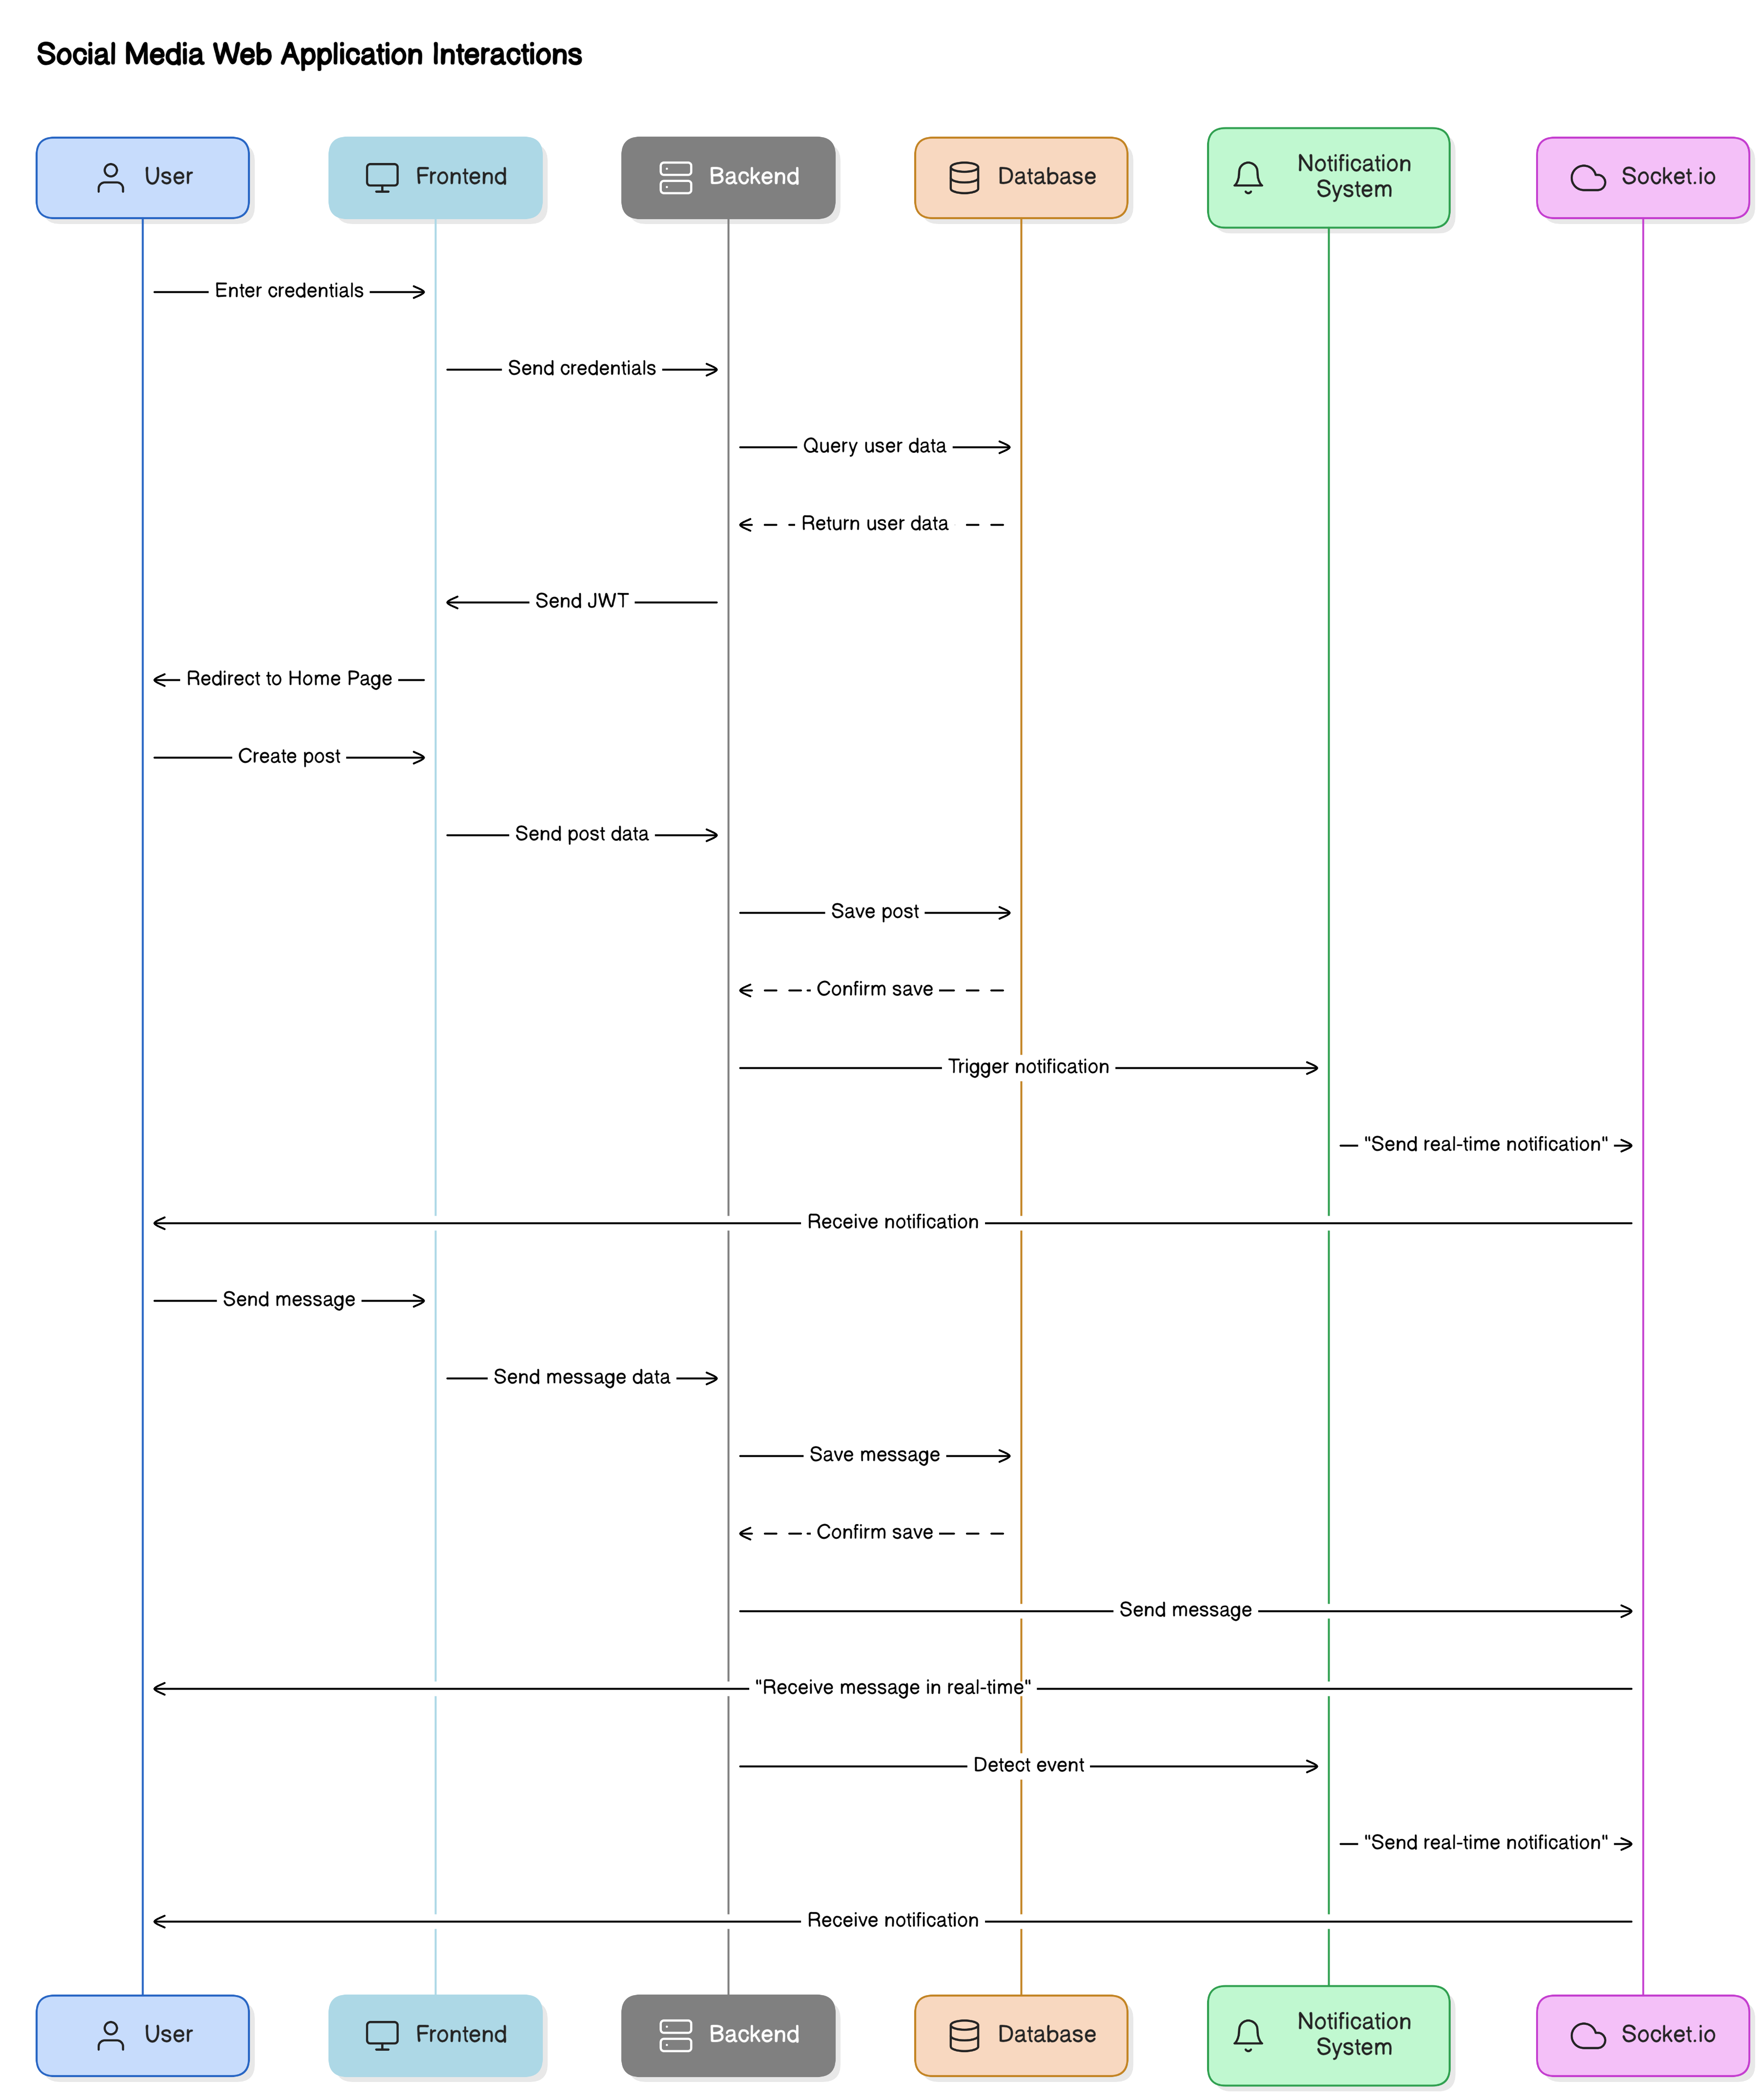 Social Media Web Application Interactions
User
Frontend
Backend
Database
Notification
System
Socket.io
Enter credentials
Send credentials
Query user data
Return user data
Send JWT
Redirect to Home Page
Create post
Send post data
Save post
Confirm save
Trigger notification
"Send real-time notification"
Receive notification
Send message
Send message data
Save message
Confirm save
Send message
"Receive message in real-time"
Detect event
"Send real-time notification"
Receive notification
User
Frontend
Backend
Database
Notification
System
Socket.io